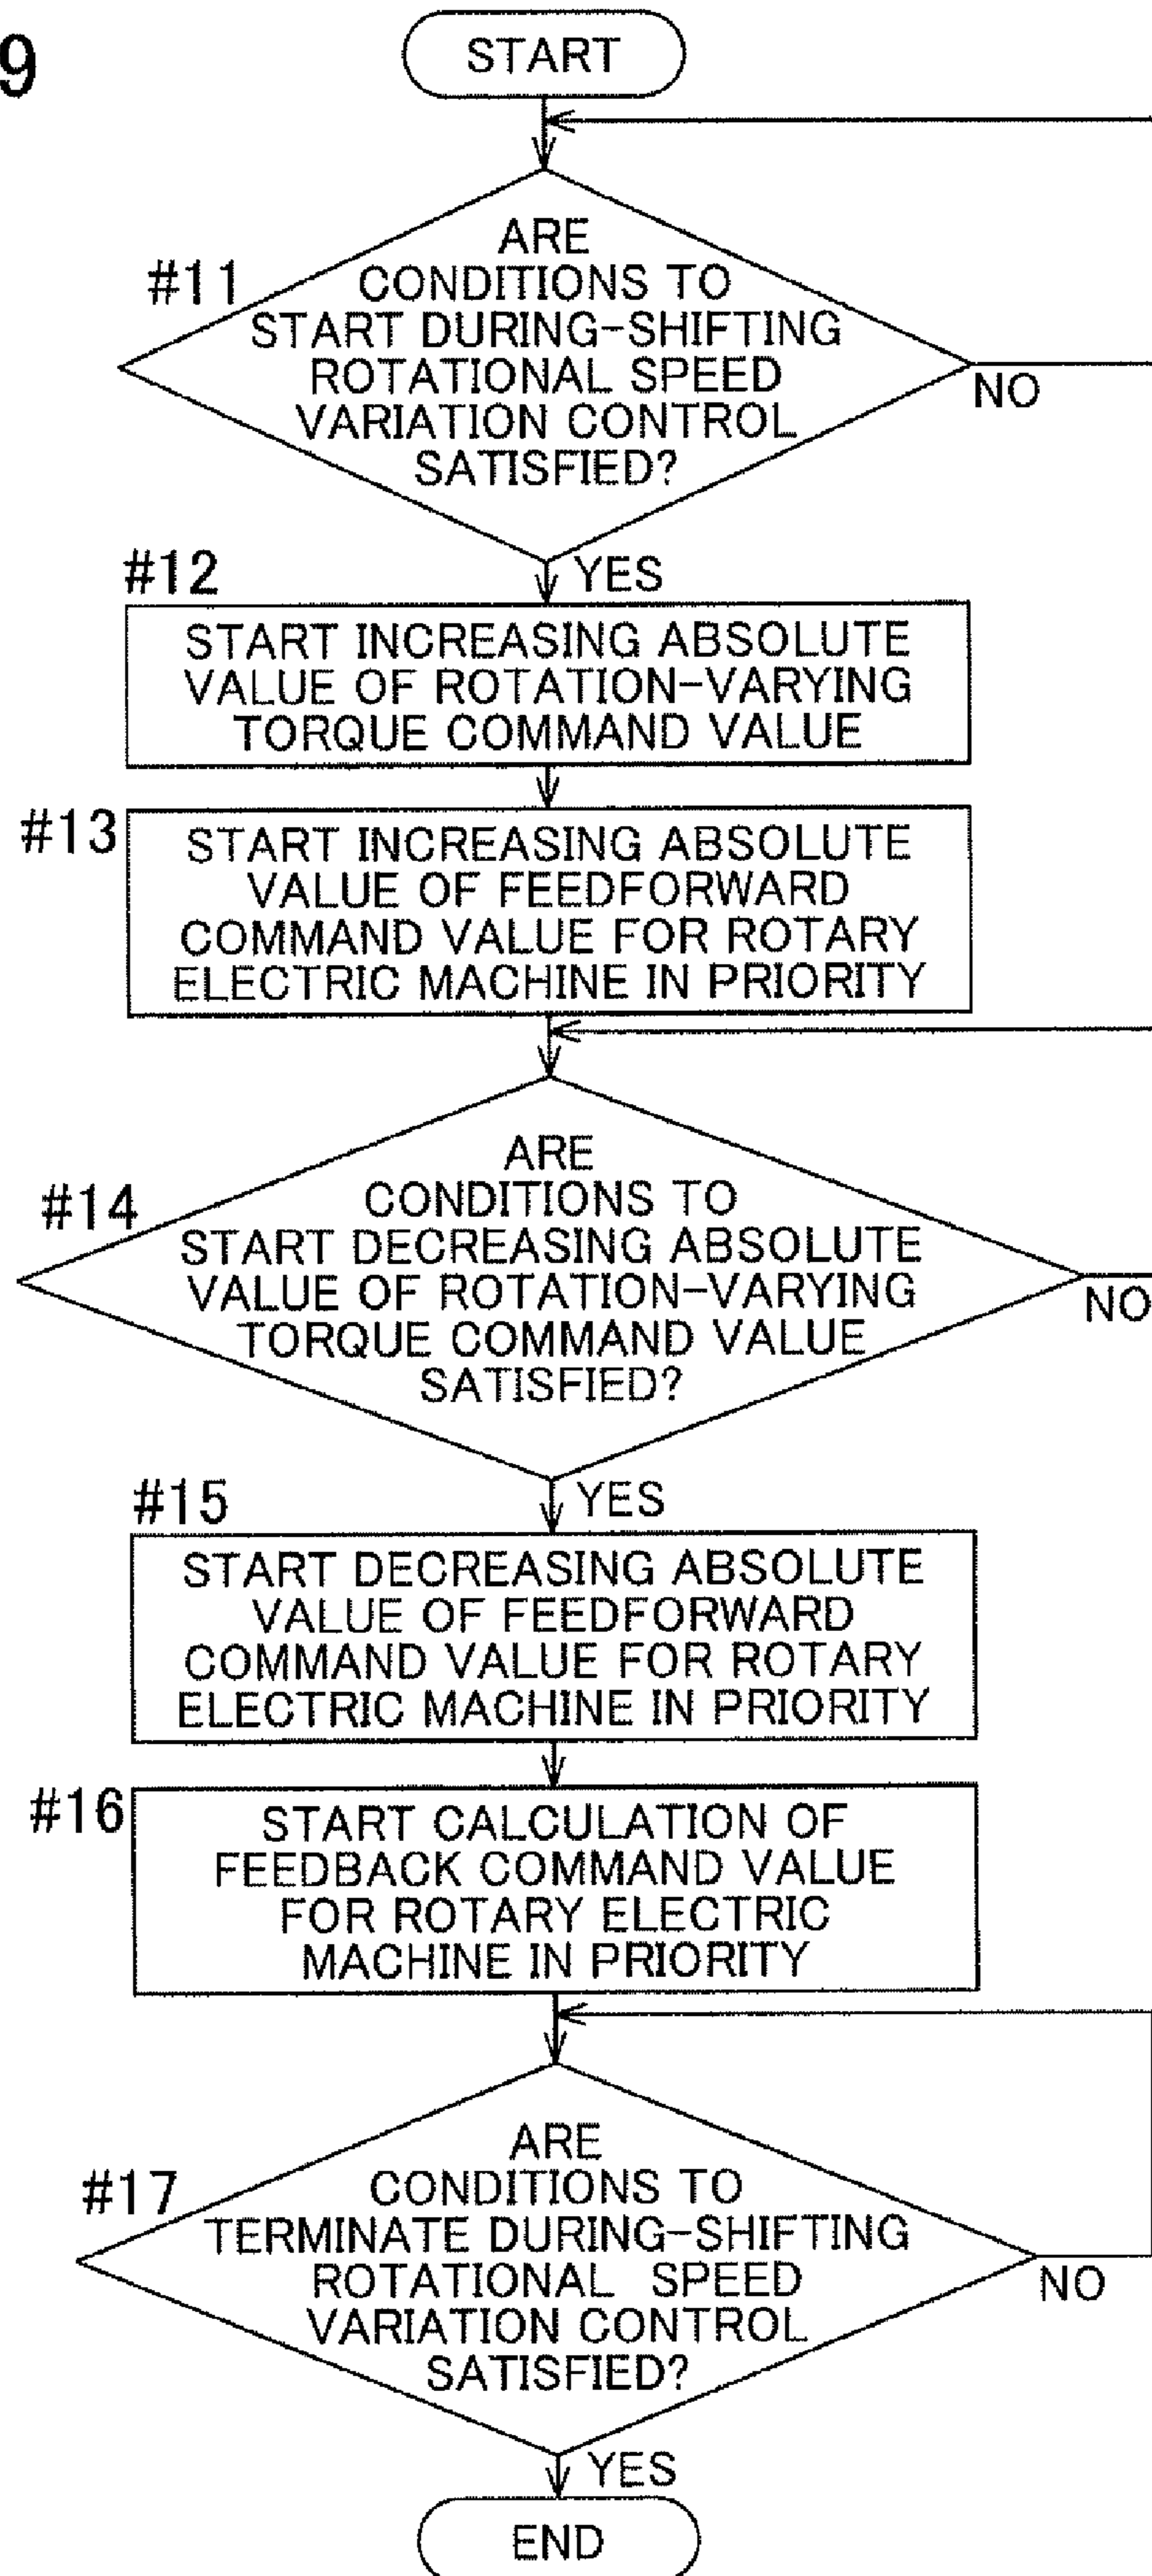 9
START
#11
ARE
CONDITIONS TO
START DURING-SHIFTING
ROTATIONAL SPEED
VARIATION CONTROL
SATISFIED?
NO
YES
#12
START INCREASING ABSOLUTE
VALUE OF ROTATION-VARYING
TORQUE COMMAND VALUE
#13
START INCREASING ABSOLUTE
VALUE OF FEEDFORWARD
COMMAND VALUE FOR ROTARY
ELECTRIC MACHINE IN PRIORITY
#14
ARE
CONDITIONS TO
START DECREASING ABSOLUTE
VALUE OF ROTATION-VARYING
TORQUE COMMAND VALUE
SATISFIED?
NO
YES
#15
START DECREASING ABSOLUTE
VALUE OF FEEDFORWARD
COMMAND VALUE FOR ROTARY
ELECTRIC MACHINE IN PRIORITY
#16
START CALCULATION OF
FEEDBACK COMMAND VALUE
FOR ROTARY ELECTRIC
MACHINE IN PRIORITY
#17
ARE
CONDITIONS TO
TERMINATE DURING-SHIFTING
ROTATIONAL SPEED
VARIATION CONTROL
SATISFIED?
NO
YES
END